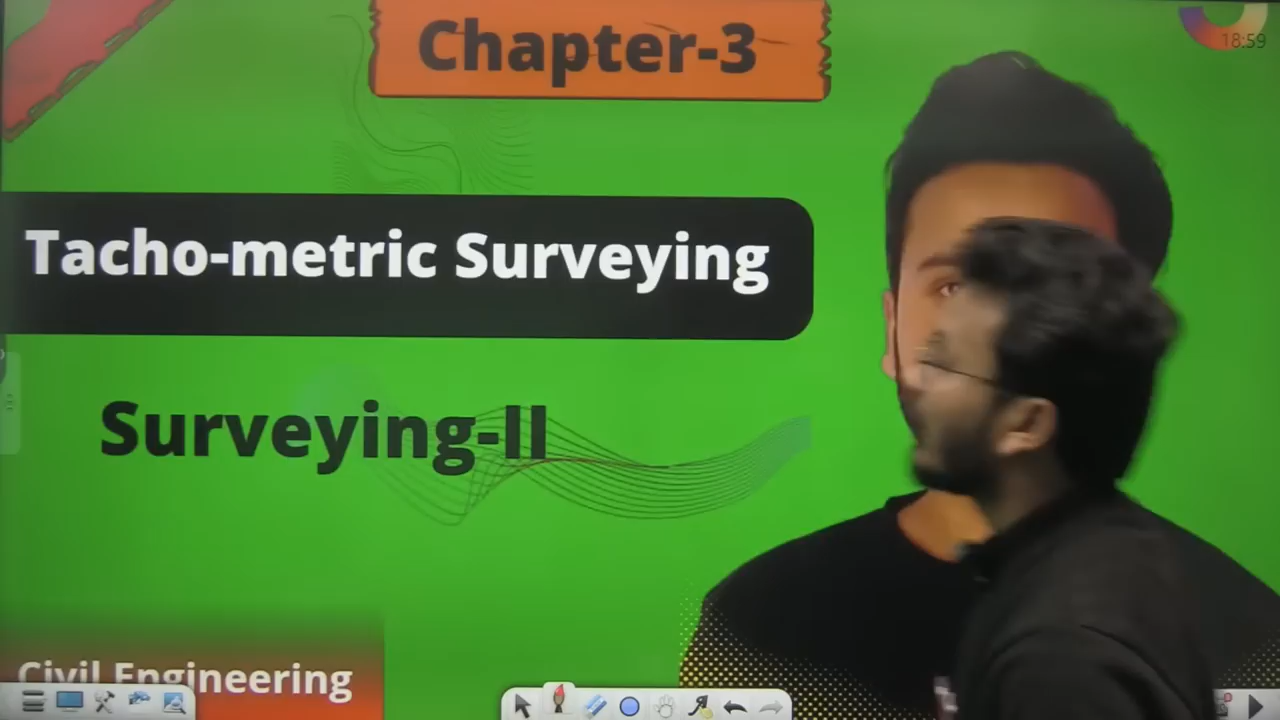 Chapter-3
18:59
Tacho-metric Surveying
Surveying-II
Civil Engineering